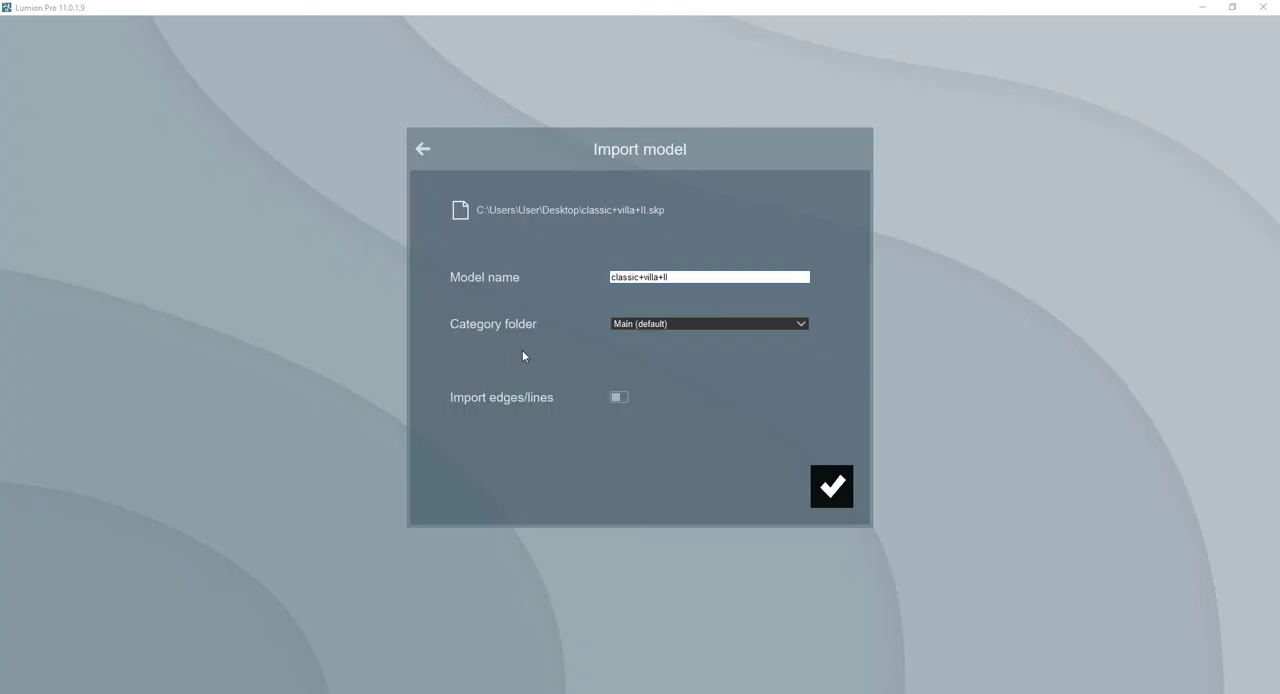 Lumion Pro 11.0.1.9
Import model
C:\Users\User\Desktop\classic+villa+II.skp
Model name
classic+villa+II
Category folder
Main (default)
Import edges/lines